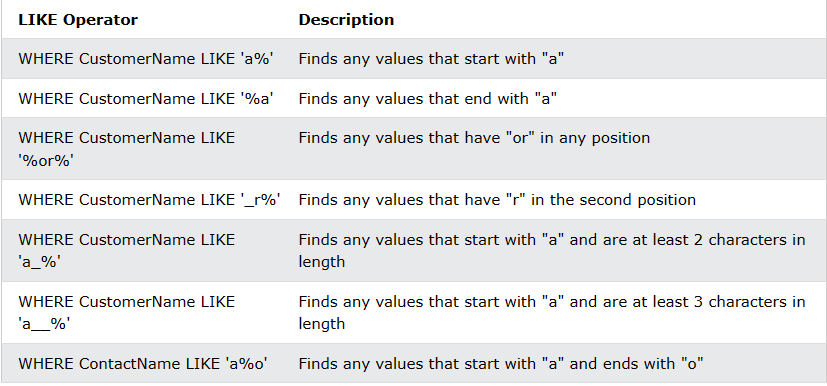 LIKE Operator Description
WHERE CustomerName LIKE 'a%' Finds any values that start with "a"
WHERE CustomerName LIKE '%a' Finds any values that end with "a"
WHERE CustomerName LIKE Finds any values that have "or" in any position
'%or%'
WHERE CustomerName LIKE '_r%' Finds any values that have "r" in the second position
WHERE CustomerName LIKE Finds any values that start with "a" and are at least 2 characters in
'a_%' length
WHERE CustomerName LIKE Finds any values that start with "a" and are at least 3 characters in
'a__%' length
WHERE ContactName LIKE 'a%o' Finds any values that start with "a" and ends with "o"